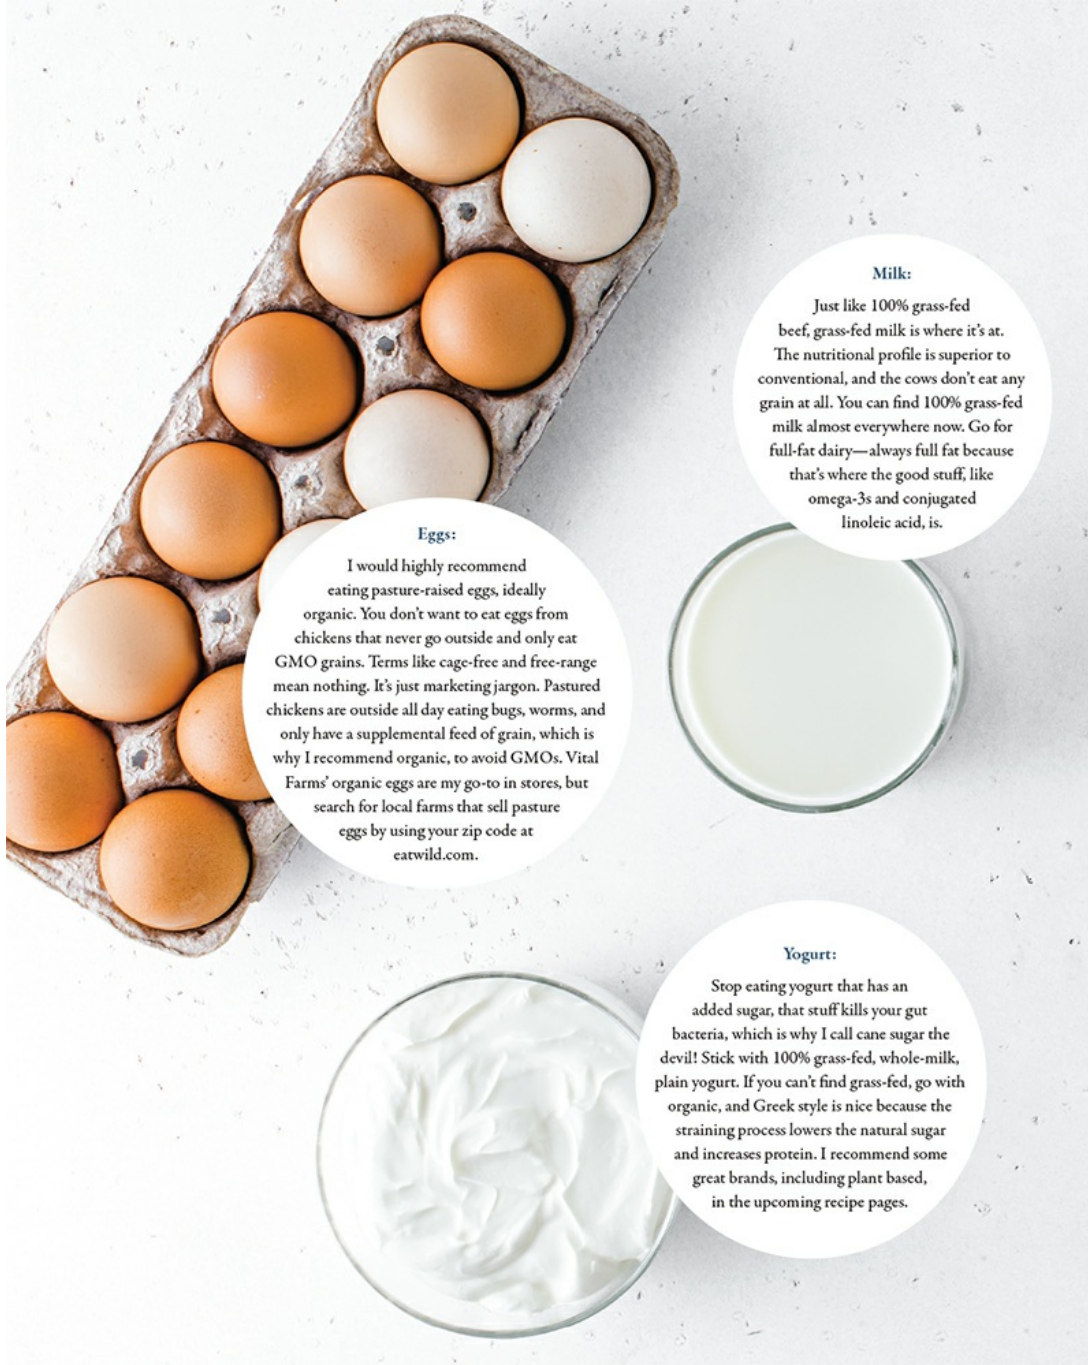 Milk:
Just like 100% grass-fed
beef, grass-fed milk is where it's at.
The nutritional profile is superior to
conventional, and the cows don't eat any
grain at all. You can find 100% grass-fed
milk almost everywhere now. Go for
full-fat dairy—always full fat because
that's where the good stuff, like
omega-3s and conjugated
linoleic acid, is.
Eggs:
I would highly recommend
eating pasture-raised eggs, ideally
organic. You don't want to eat eggs from
chickens that never go outside and only eat
GMO grains. Terms like cage-free and free-range
mean nothing. It's just marketing jargon. Pastured
chickens are outside all day eating bugs, worms, and
only have a supplemental feed of grain, which is
why I recommend organic, to avoid GMOs. Vital
Farms' organic eggs are my go-to in stores, but
search for local farms that sell pasture
eggs by using your zip code at
eatwild.com.
Yogurt:
Stop eating yogurt that has an
added sugar, that stuff kills your gut
bacteria, which is why I call cane sugar the
devil! Stick with 100% grass-fed, whole-milk,
plain yogurt. If you can't find grass-fed, go with
organic, and Greek style is nice because the
straining process lowers the natural sugar
and increases protein. I recommend some
great brands, including plant based,
in the upcoming recipe pages.